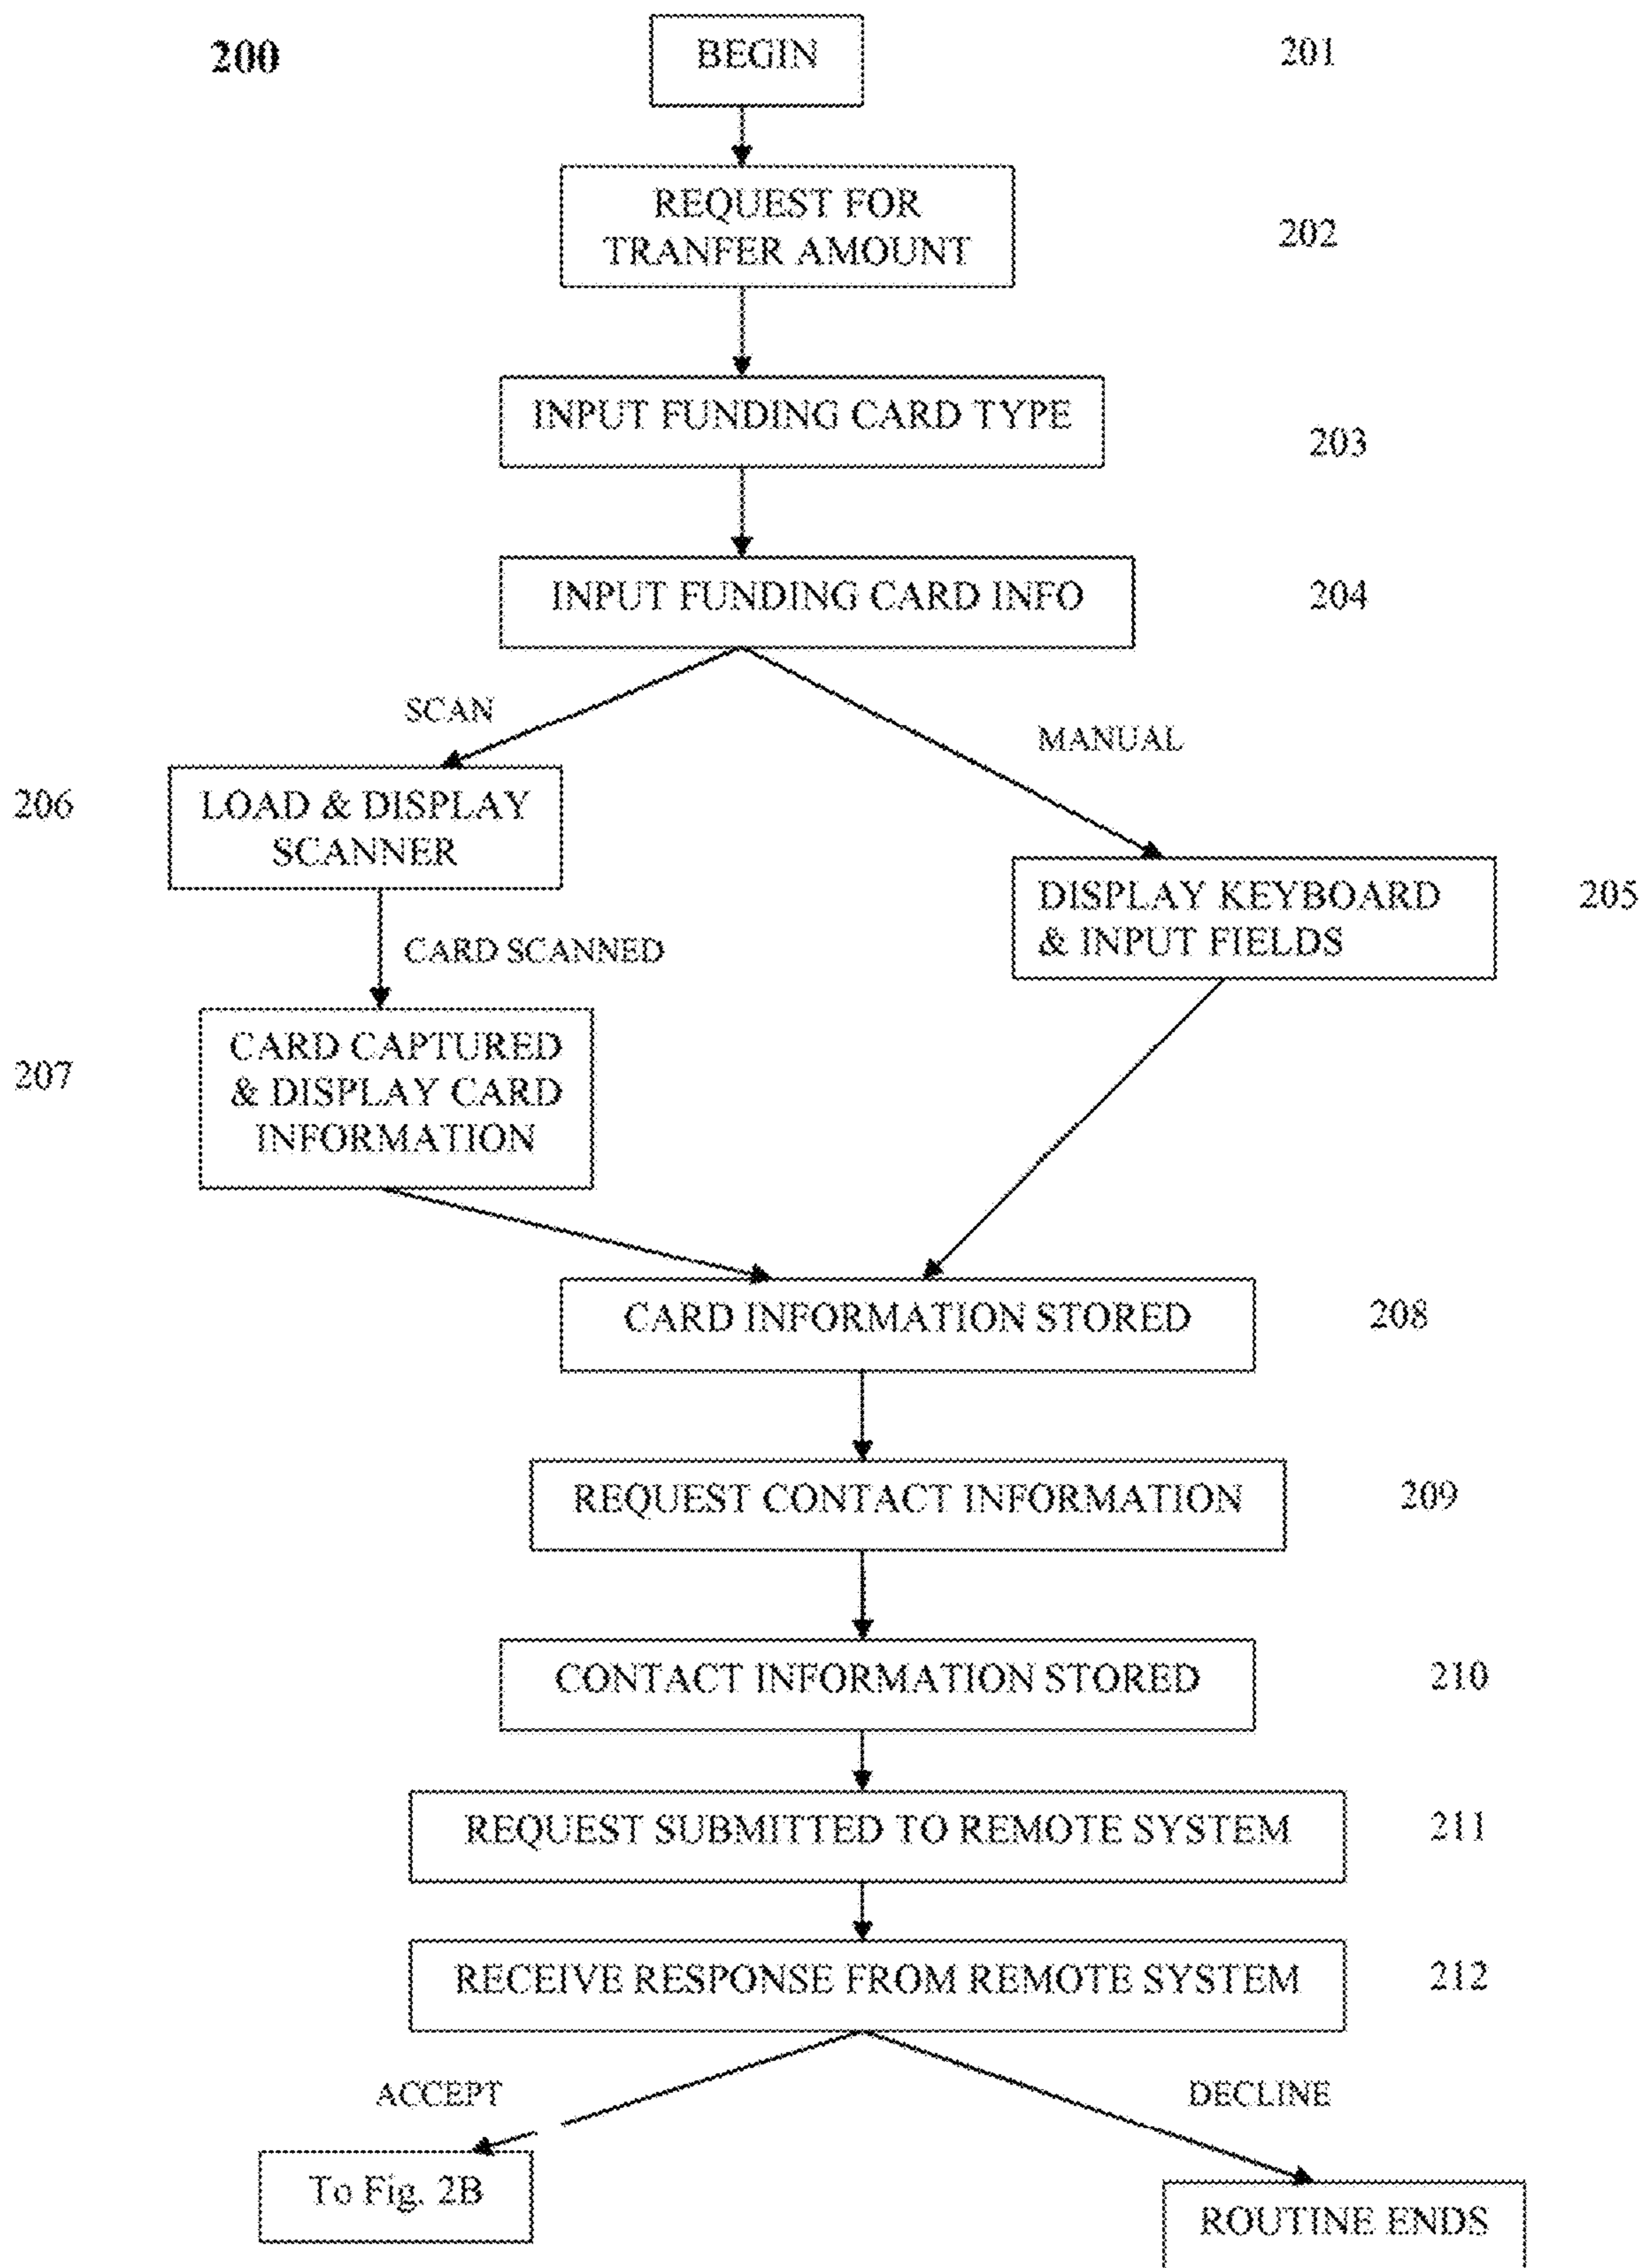 200
BEGIN
201
REQUEST FOR
TRANFER AMOUNT
202
INPUT FUNDING CARD TYPE
203
INPUT FUNDING CARD INFO
204
SCAN
MANUAL
206
LOAD & DISPLAY
SCANNER
DISPLAY KEYBOARD
& INPUT FIELDS
205
CARD SCANNED
207
CARD CAPTURED
& DISPLAY CARD
INFORMATION
CARD INFORMATION STORED
208
REQUEST CONTACT INFORMATION
209
CONTACT INFORMATION STORED
210
REQUEST SUBMITTED TO REMOTE SYSTEM
211
RECEIVE RESPONSE FROM REMOTE SYSTEM
212
ACCEPT
DECLINE
To Fig. 2B
ROUTINE ENDS